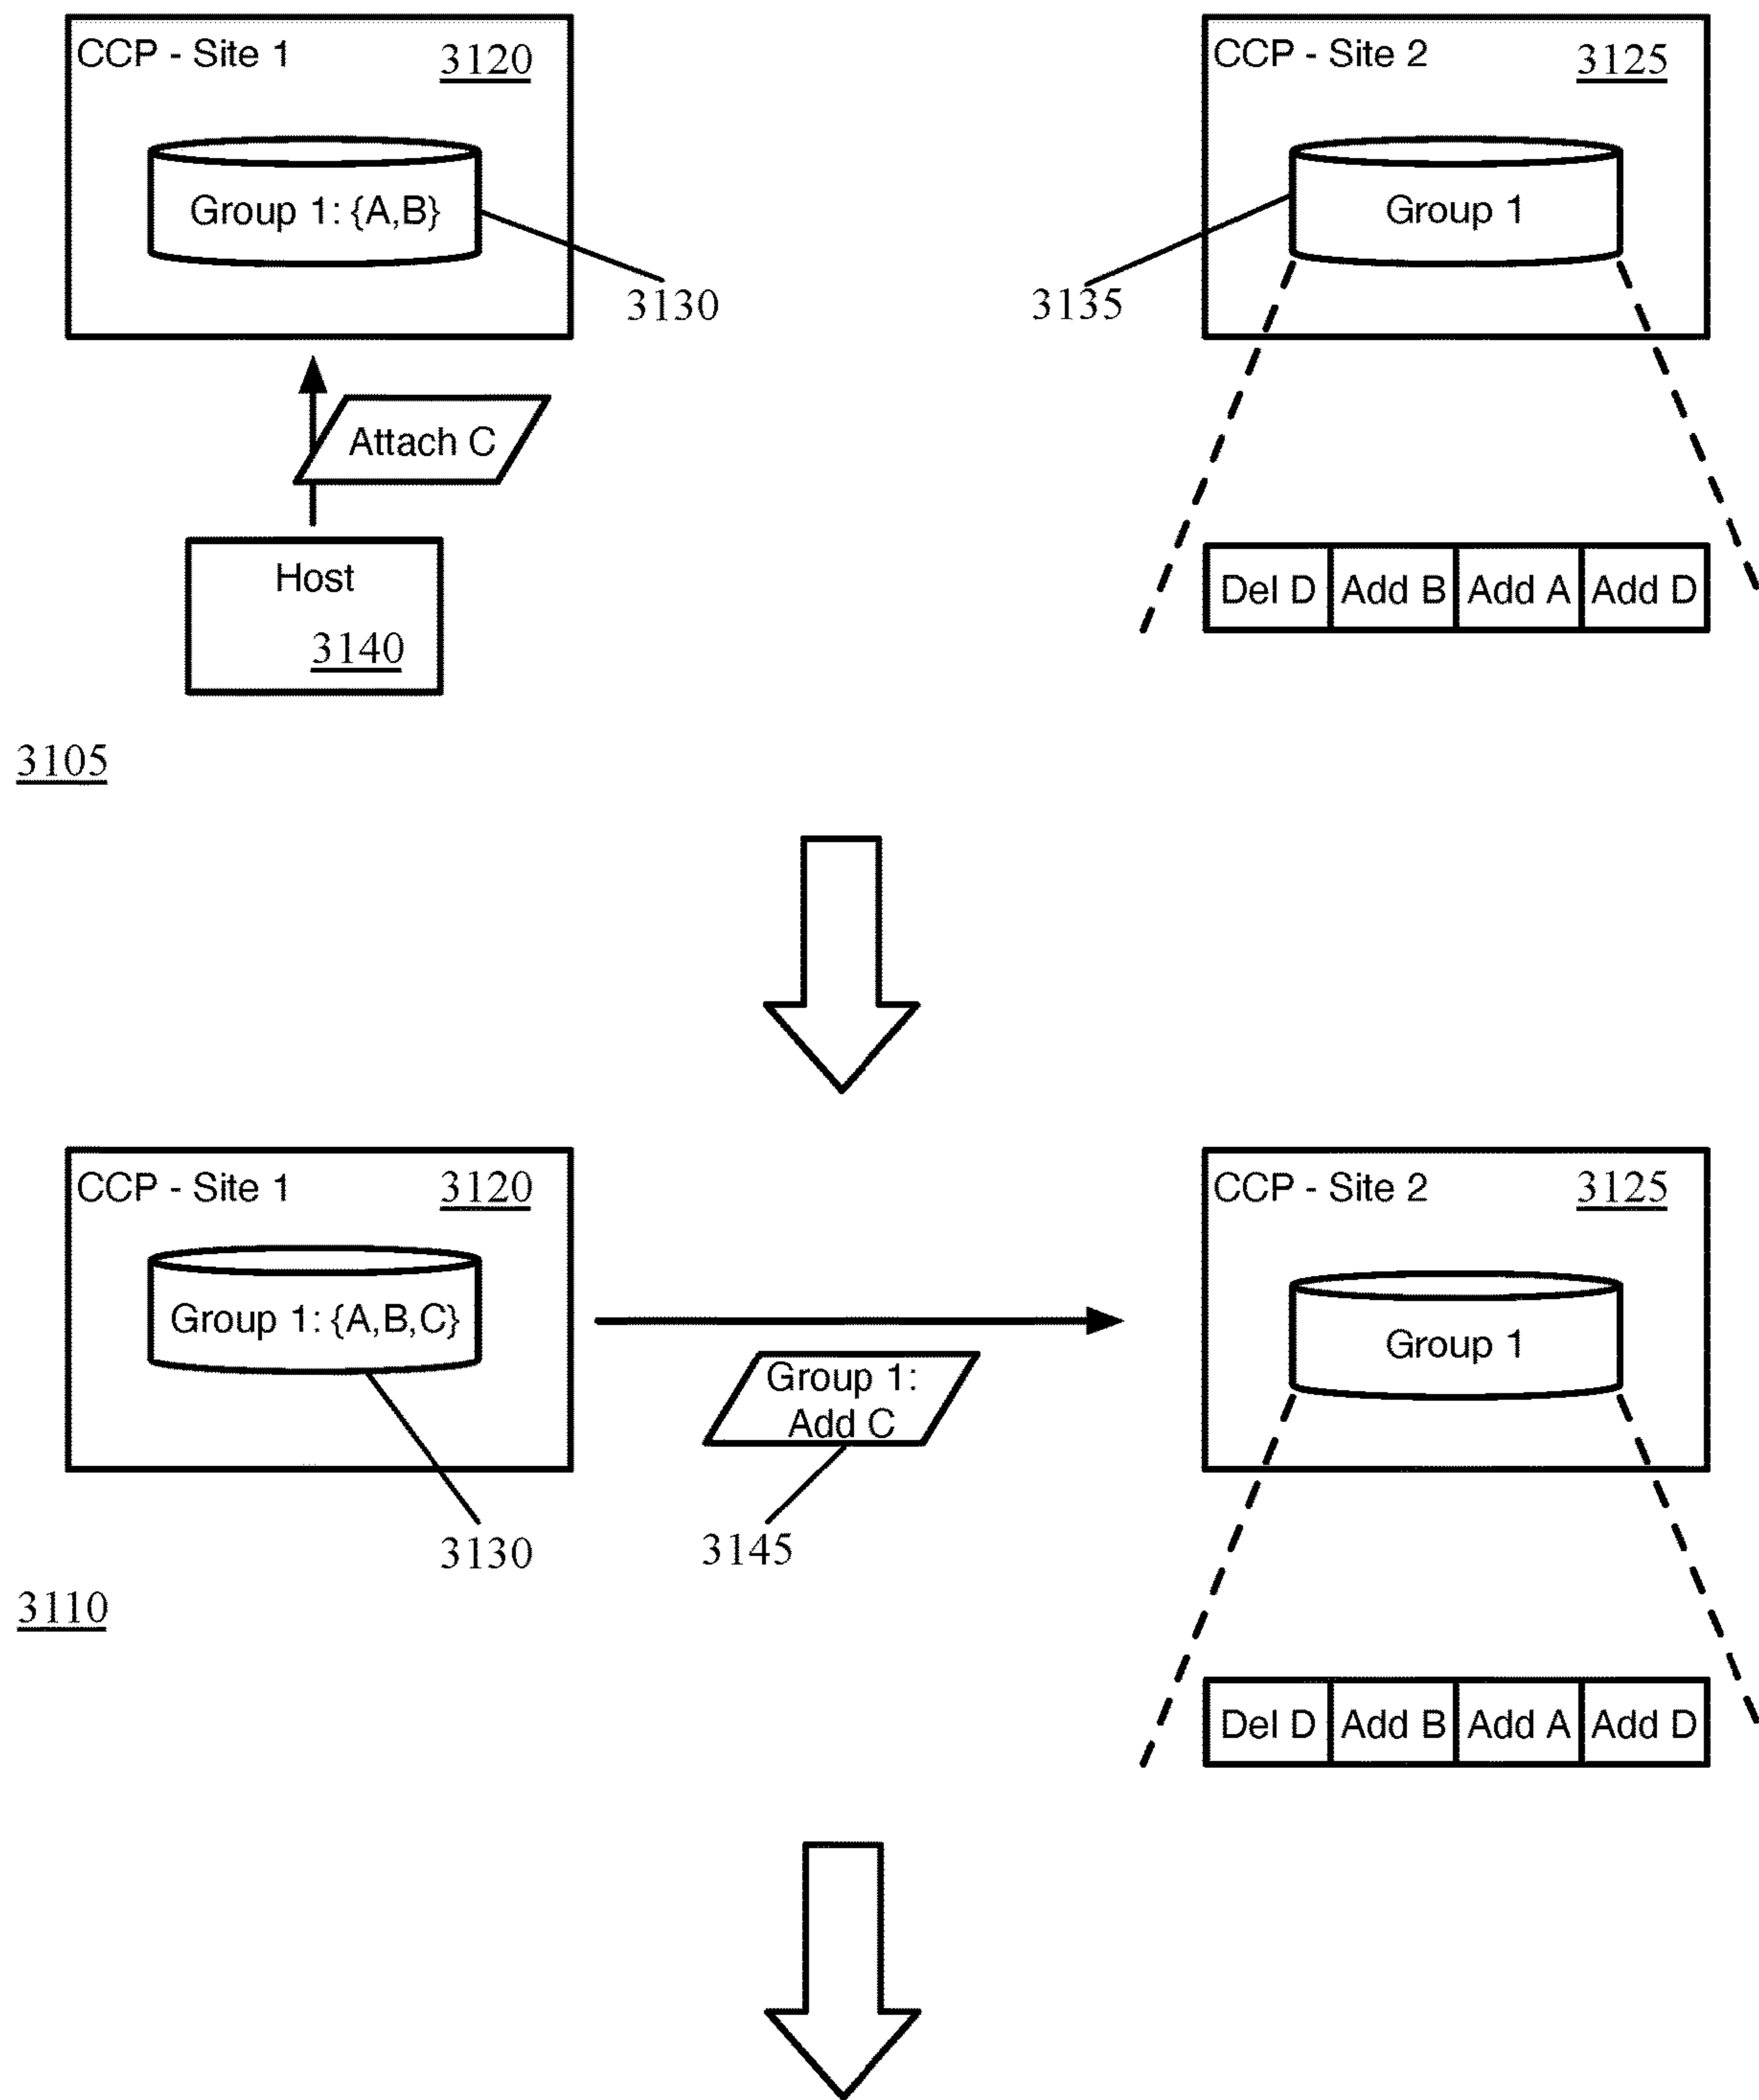 CCP - Site 1 3120
Group 1: {A,B}
3130
CCP - Site 2 3125
Group 1
3135
Attach C
Host
3140
Del D Add B Add A Add D
3105
CCP - Site 1 3120
Group 1: {A,B,C}
3130
Group 1:
Add C
3145
CCP - Site 2 3125
Group 1
Del D Add B Add A Add D
3110